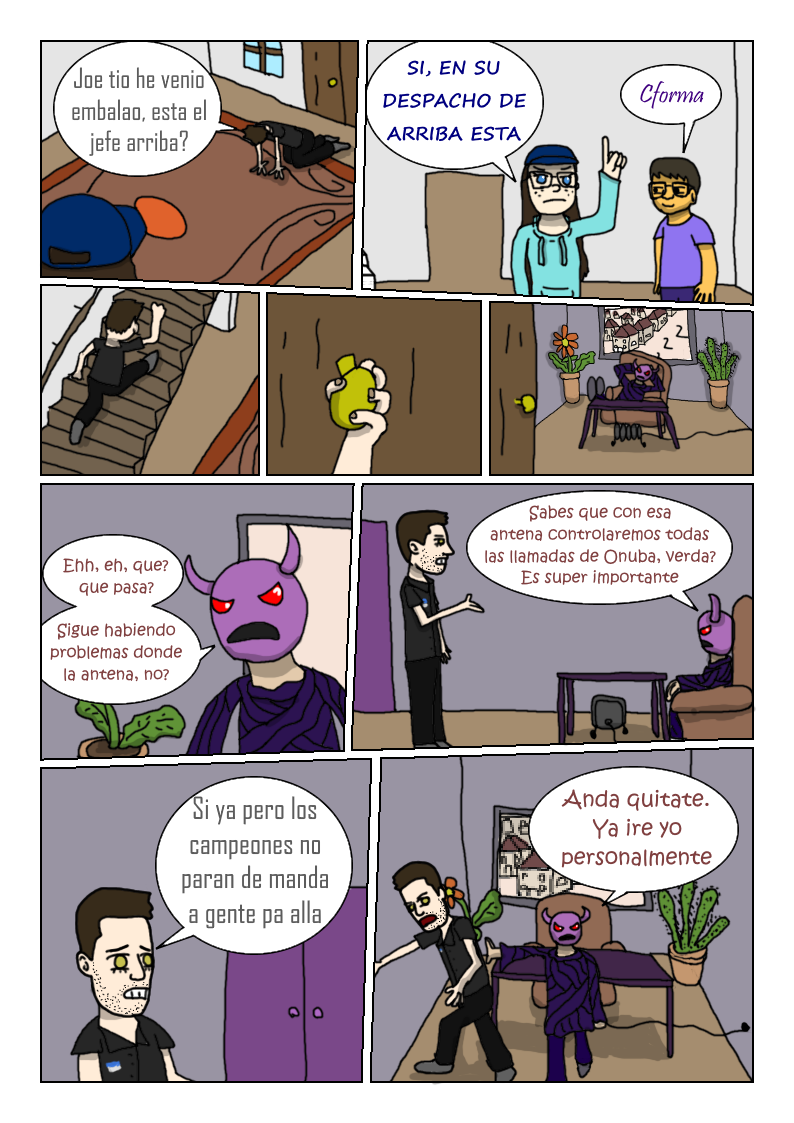 Joe tio he venio
embalao, esta el
jefe arriba?
SI, EN SU
DESPACHO DE
ARRIBA ESTA
Cforma
z
z
Ehh, eh, que?
que pasa?
Sigue habiendo
problemas donde
la antena, no?
Sabes que con esa
antena controlaremos todas
las llamadas de Onuba, verda?
Es super importante
Si ya pero los
campeones no
paran de manda
a gente pa alla
Anda quitate.
Ya ire yo
personalmente